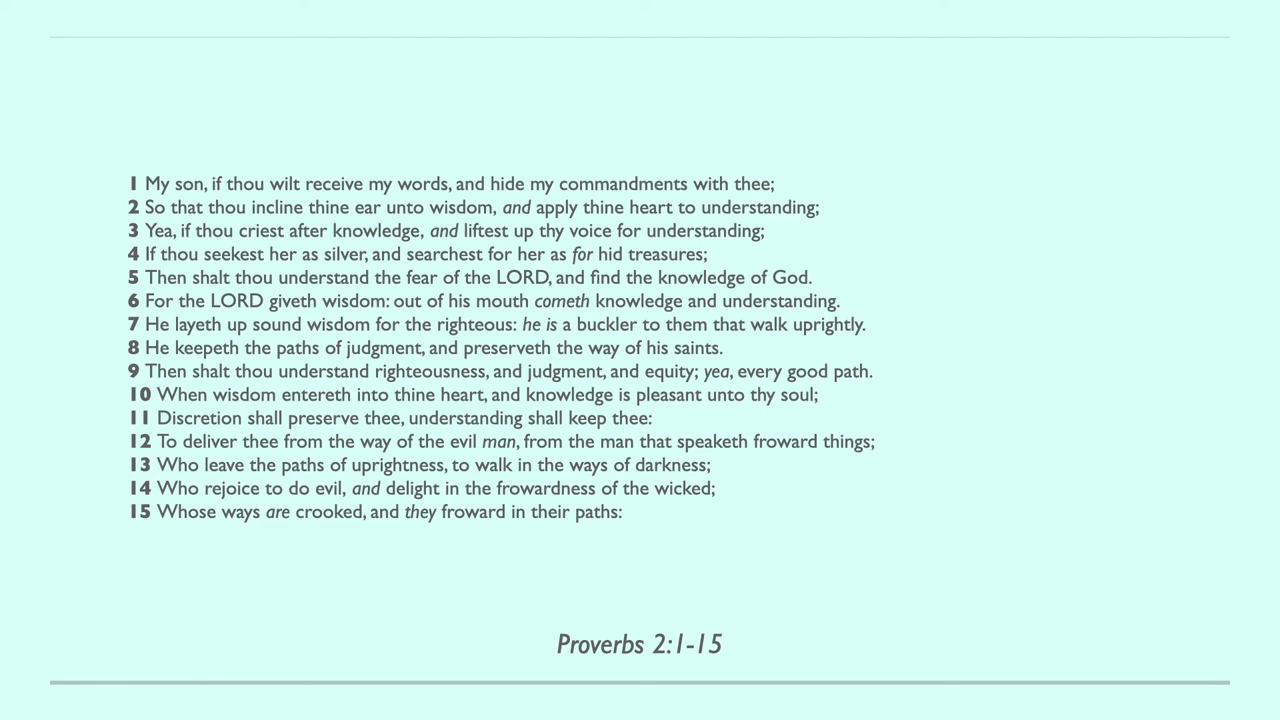 1 My son, if thou wilt receive my words, and hide my commandments with thee;
2 So that thou incline thine ear unto wisdom, and apply thine heart to understanding;
3 Yea, if thou criest after knowledge, and liftest up thy voice for understanding;
4 If thou seekest her as silver, and searchest for her as for hid treasures;
5 Then shalt thou understand the fear of the LORD, and find the knowledge of God.
6 For the LORD giveth wisdom: out of his mouth cometh knowledge and understanding.
7 He layeth up sound wisdom for the righteous: he is a buckler to them that walk uprightly.
8 He keepeth the paths of judgment, and preserveth the way of his saints.
9 Then shalt thou understand righteousness, and judgment, and equity; yea, every good path.
10 When wisdom entereth into thine heart, and knowledge is pleasant unto thy soul;
11 Discretion shall preserve thee, understanding shall keep thee:
12 To deliver thee from the way of the evil man, from the man that speaketh froward things;
13 Who leave the paths of uprightness, to walk in the ways of darkness;
14 Who rejoice to do evil, and delight in the frowardness of the wicked;
15 Whose ways are crooked, and they froward in their paths:
Proverbs 2:1-15